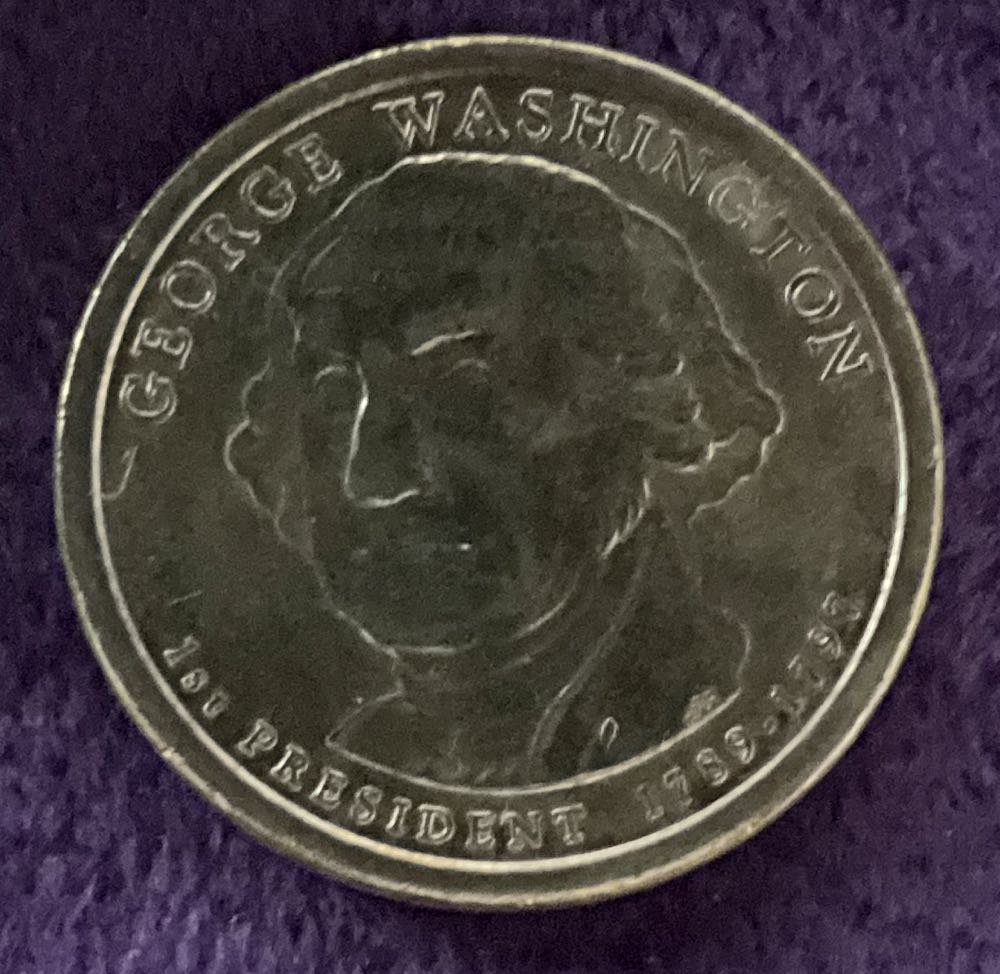 GEORGE WASHINGTON
1ST PRESIDENT 1789-1797